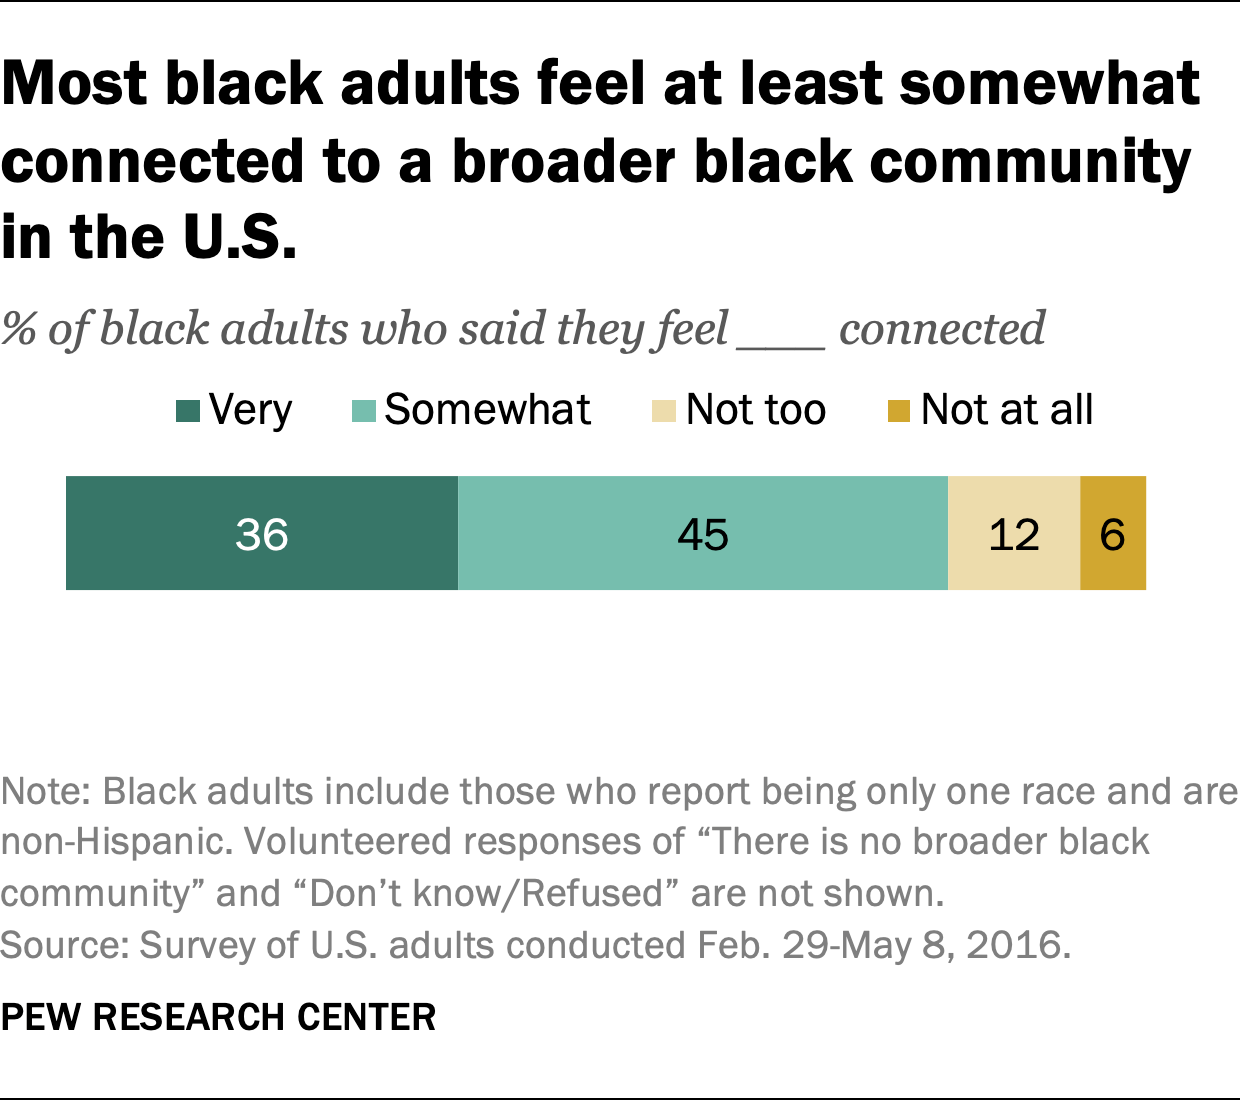 Most black adults feel at least somewhat
connected to a broader black community
in the U.S.
% of black adults who said they feel ____ connected
Very Somewhat Not too Not at all
36 45 12 6
Note: Black adults include those who report being only one race and are
non-Hispanic. Volunteered responses of “There is no broader black
community” and “Don’t know/Refused” are not shown.
Source: Survey of U.S. adults conducted Feb. 29-May 8, 2016.
PEW RESEARCH CENTER